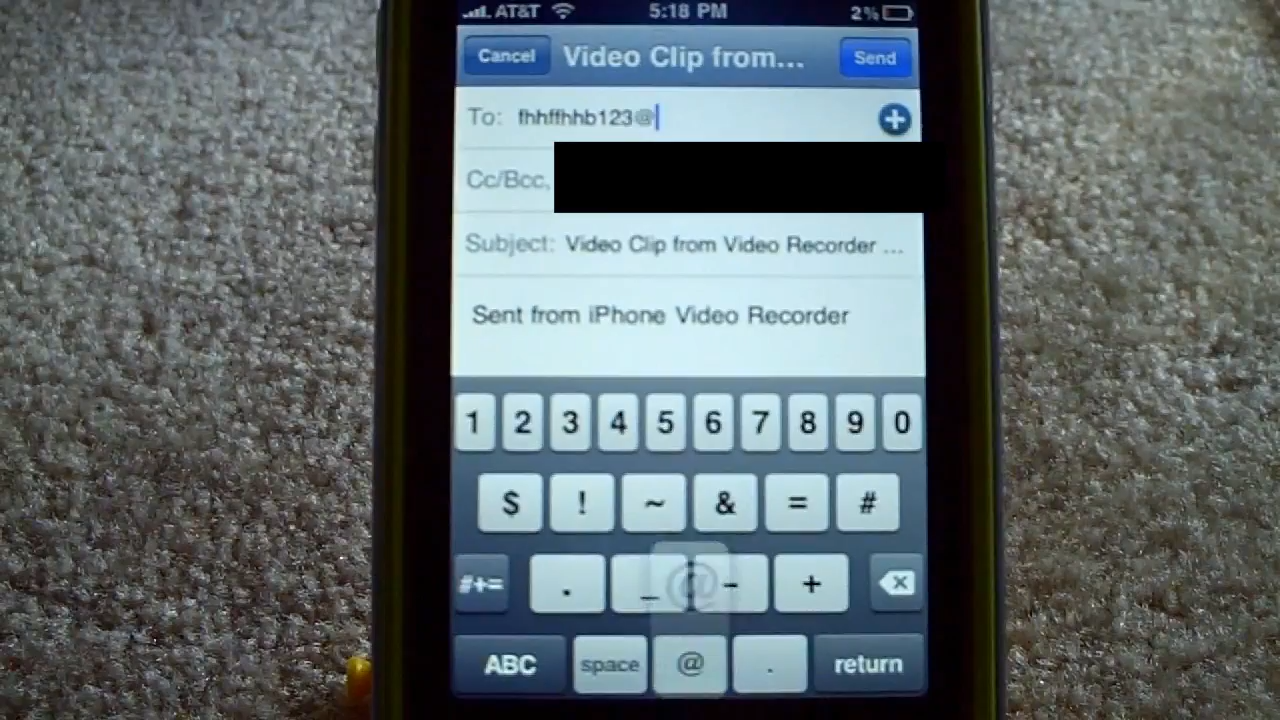 AT&T 5:18 PM 2%
Cancel Video Clip from... Send
To: fhhffhhb123@
Cc/Bcc,
Subject: Video Clip from Video Recorder ...
Sent from iPhone Video Recorder
1 2 3 4 5 6 7 8 9 0
$ ! ~ & = #
#+= . _ @ - +
ABC space @ . return